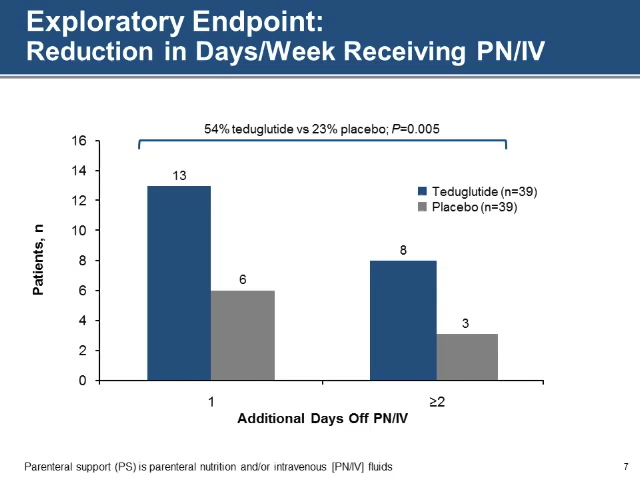 Exploratory Endpoint:
Reduction in Days/Week Receiving PN/IV
54% teduglutide vs 23% placebo; P=0.005
16
14
12
10
8
6
4
2
0
Patients, n
13
6
8
3
Teduglutide (n=39)
Placebo (n=39)
1
≥2
Additional Days Off PN/IV
Parenteral support (PS) is parenteral nutrition and/or intravenous [PN/IV] fluids
7